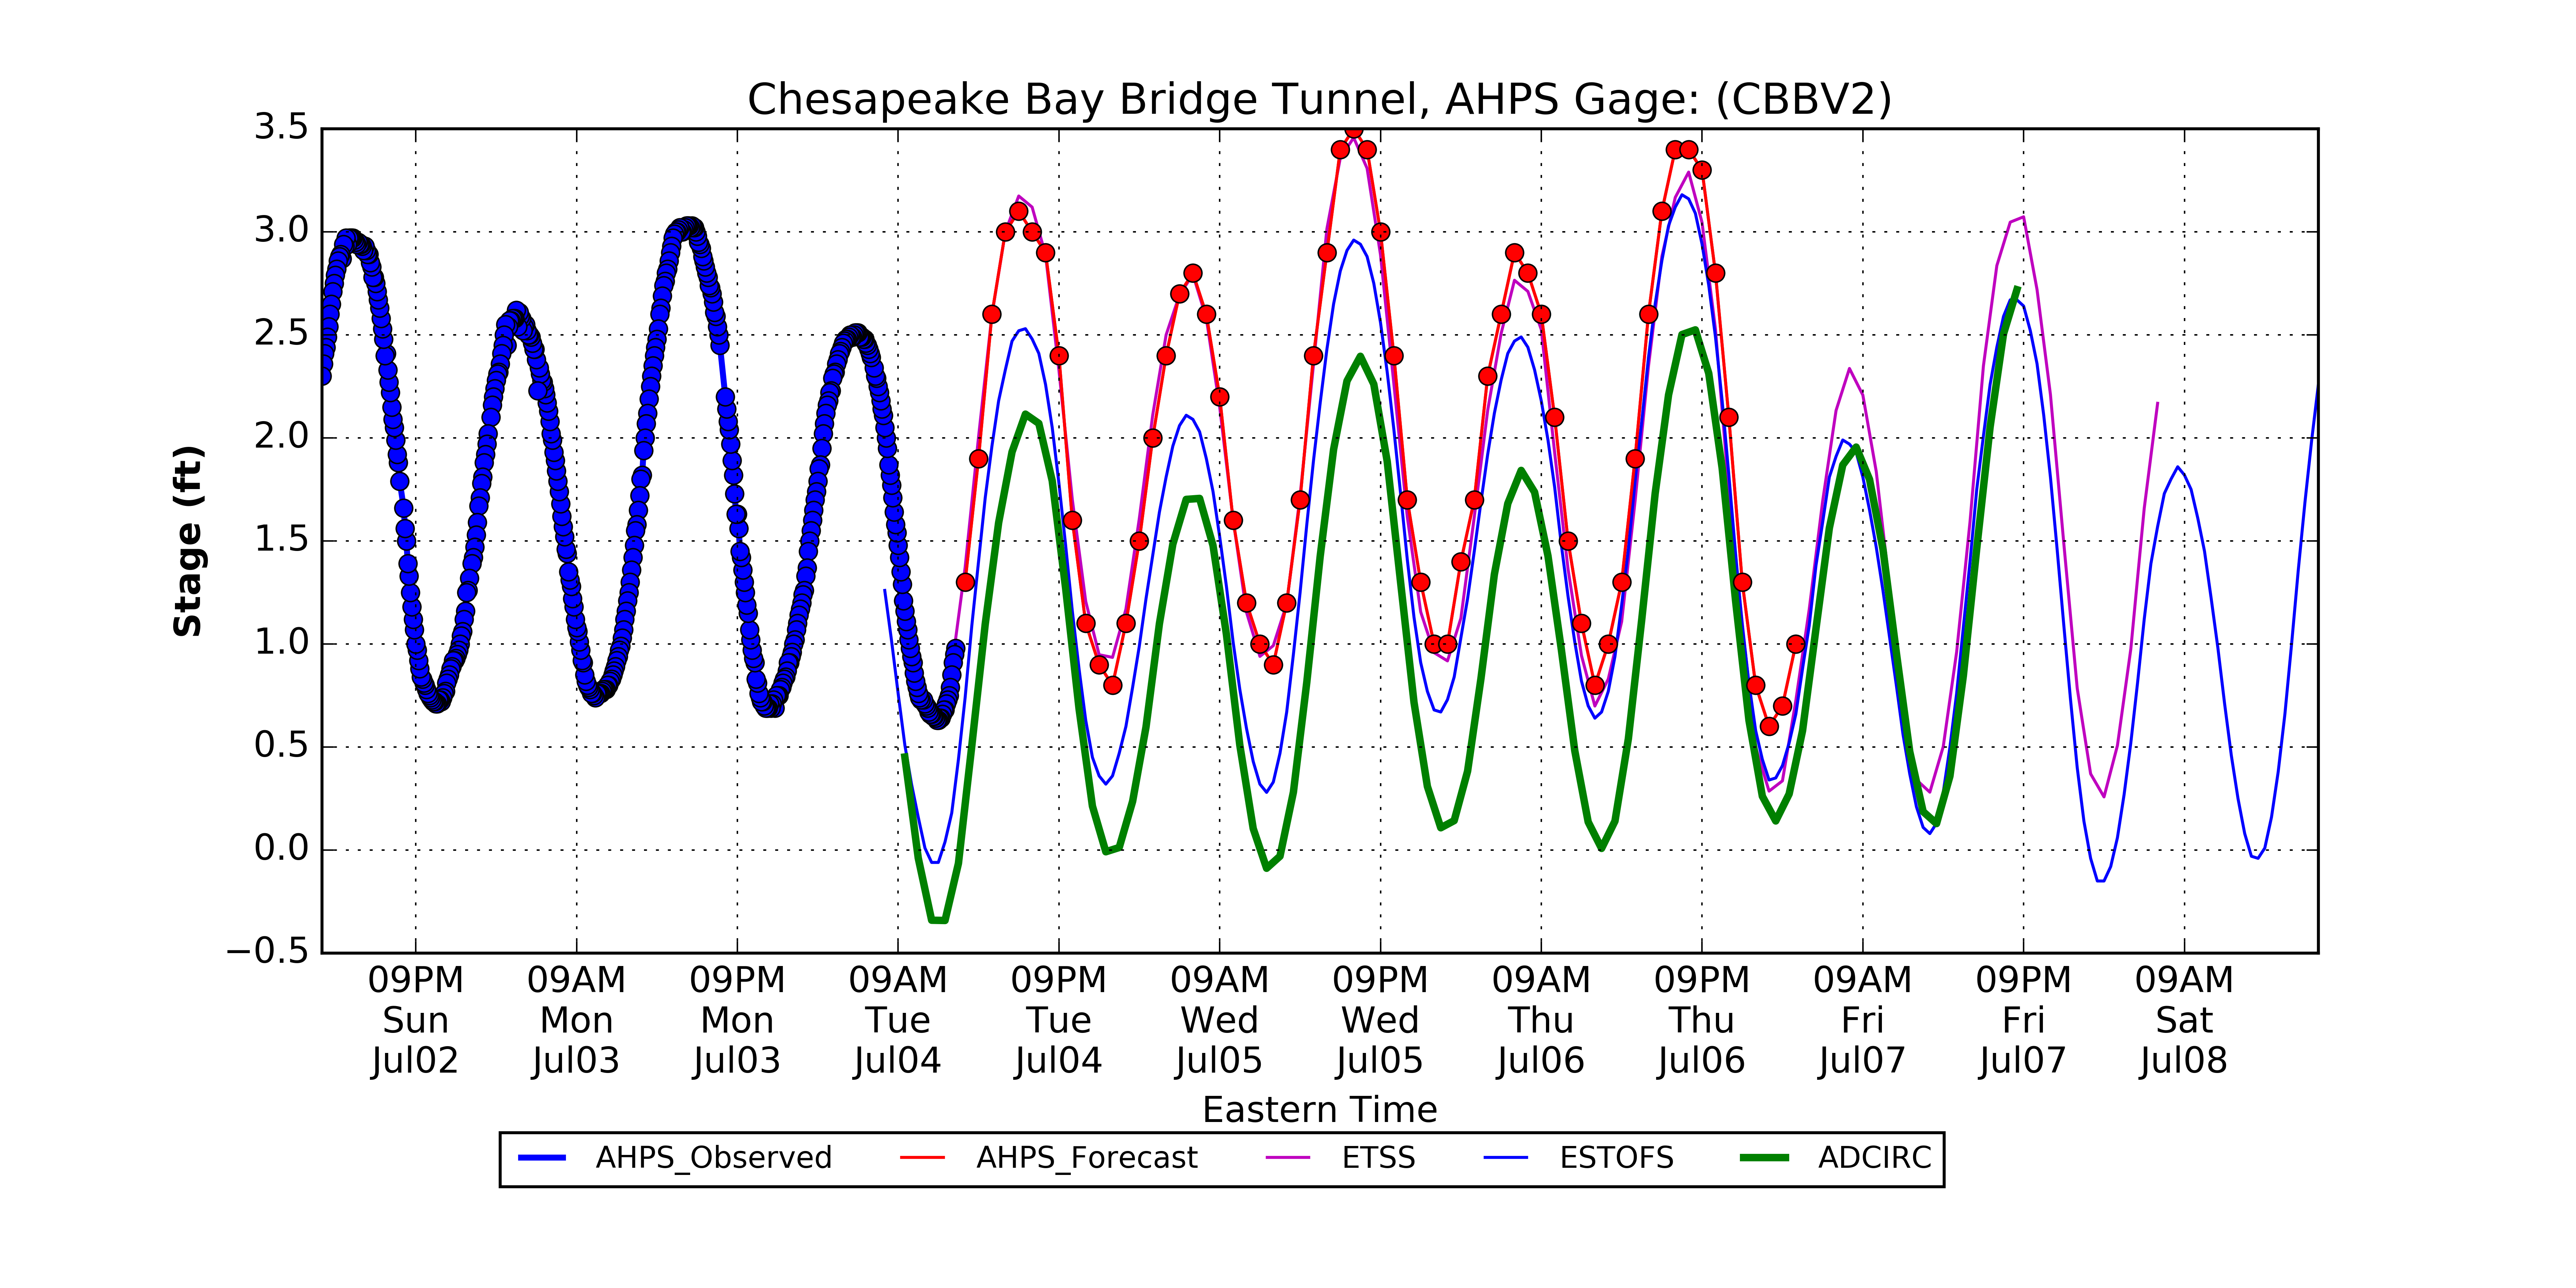 Chesapeake Bay Bridge Tunnel, AHPS Gage: (CBBV2)
3.5
3.0
2.5
2.0
1.5
1.0
0.5
0.0
−0.5
Stage (ft)
09PM 09AM 09PM 09AM 09PM 09AM 09PM 09AM 09PM 09AM 09PM 09AM
Sun Mon Mon Tue Tue Wed Wed Thu Thu Fri Fri Sat
Jul02 Jul03 Jul03 Jul04 Jul04 Jul05 Jul05 Jul06 Jul06 Jul07 Jul07 Jul08
Eastern Time
AHPS_Observed AHPS_Forecast ETSS ESTOFS ADCIRC